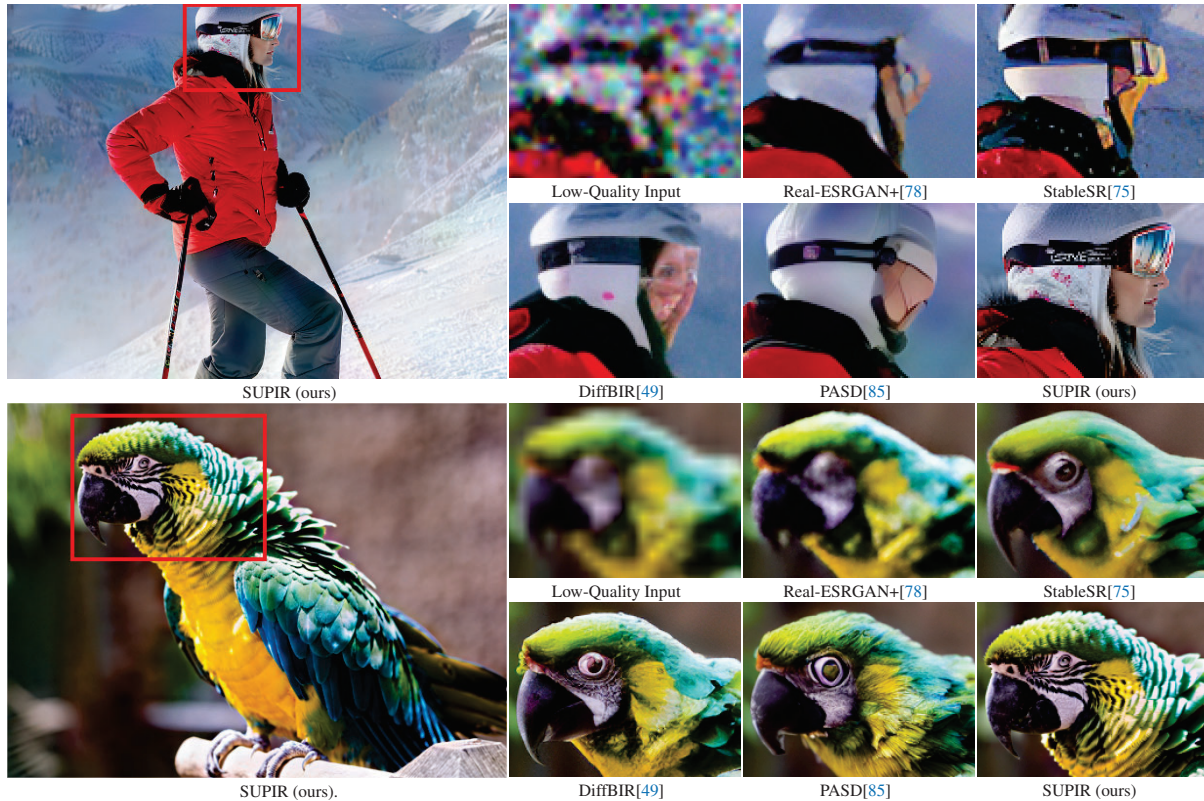 Low-Quality Input
Real-ESRGAN+[78]
StableSR[75]
SUPIR (ours)
DiffBIR[49]
PASD[85]
SUPIR (ours)
Low-Quality Input
Real-ESRGAN+[78]
StableSR[75]
SUPIR (ours).
DiffBIR[49]
PASD[85]
SUPIR (ours)